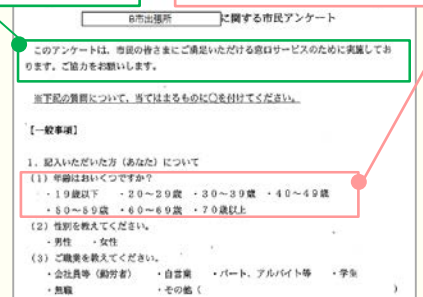 B市出張所 に関する市民アンケート
このアンケートは、市民の皆さまにご満足いただける窓口サービスのために実施してお
ります。ご協力をお願いします。
※下記の質問について、当てはまるものに○を付けてください。
【一般事項】
1．記入いただいた方（あなた）について
(1) 年齢はおいくつですか？
・19歳以下 ・20～29歳 ・30～39歳 ・40～49歳
・50～59歳 ・60～69歳 ・70歳以上
(2) 性別を教えてください。
・男性 ・女性
(3) ご職業を教えてください。
・会社員等（勤労者） ・自営業 ・パート、アルバイト等 ・学生
・無職 ・その他（ ）